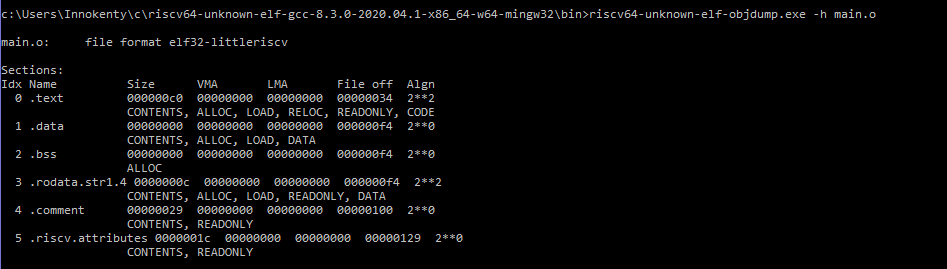 c:\Users\Innokenty\c\riscv64-unknown-elf-gcc-8.3.0-2020.04.1-x86_64-w64-mingw32\bin>riscv64-unknown-elf-objdump.exe -h main.o
main.o:     file format elf32-littleriscv
Sections:
Idx Name          Size      VMA       LMA       File off  Algn
  0 .text         000000c0  00000000  00000000  00000034  2**2
                  CONTENTS, ALLOC, LOAD, RELOC, READONLY, CODE
  1 .data         00000000  00000000  00000000  000000f4  2**0
                  CONTENTS, ALLOC, LOAD, DATA
  2 .bss          00000000  00000000  00000000  000000f4  2**0
                  ALLOC
  3 .rodata.str1.4 0000000c  00000000  00000000  000000f4  2**2
                  CONTENTS, ALLOC, LOAD, READONLY, DATA
  4 .comment      00000029  00000000  00000000  00000100  2**0
                  CONTENTS, READONLY
  5 .riscv.attributes 0000001c  00000000  00000000  00000129  2**0
                  CONTENTS, READONLY